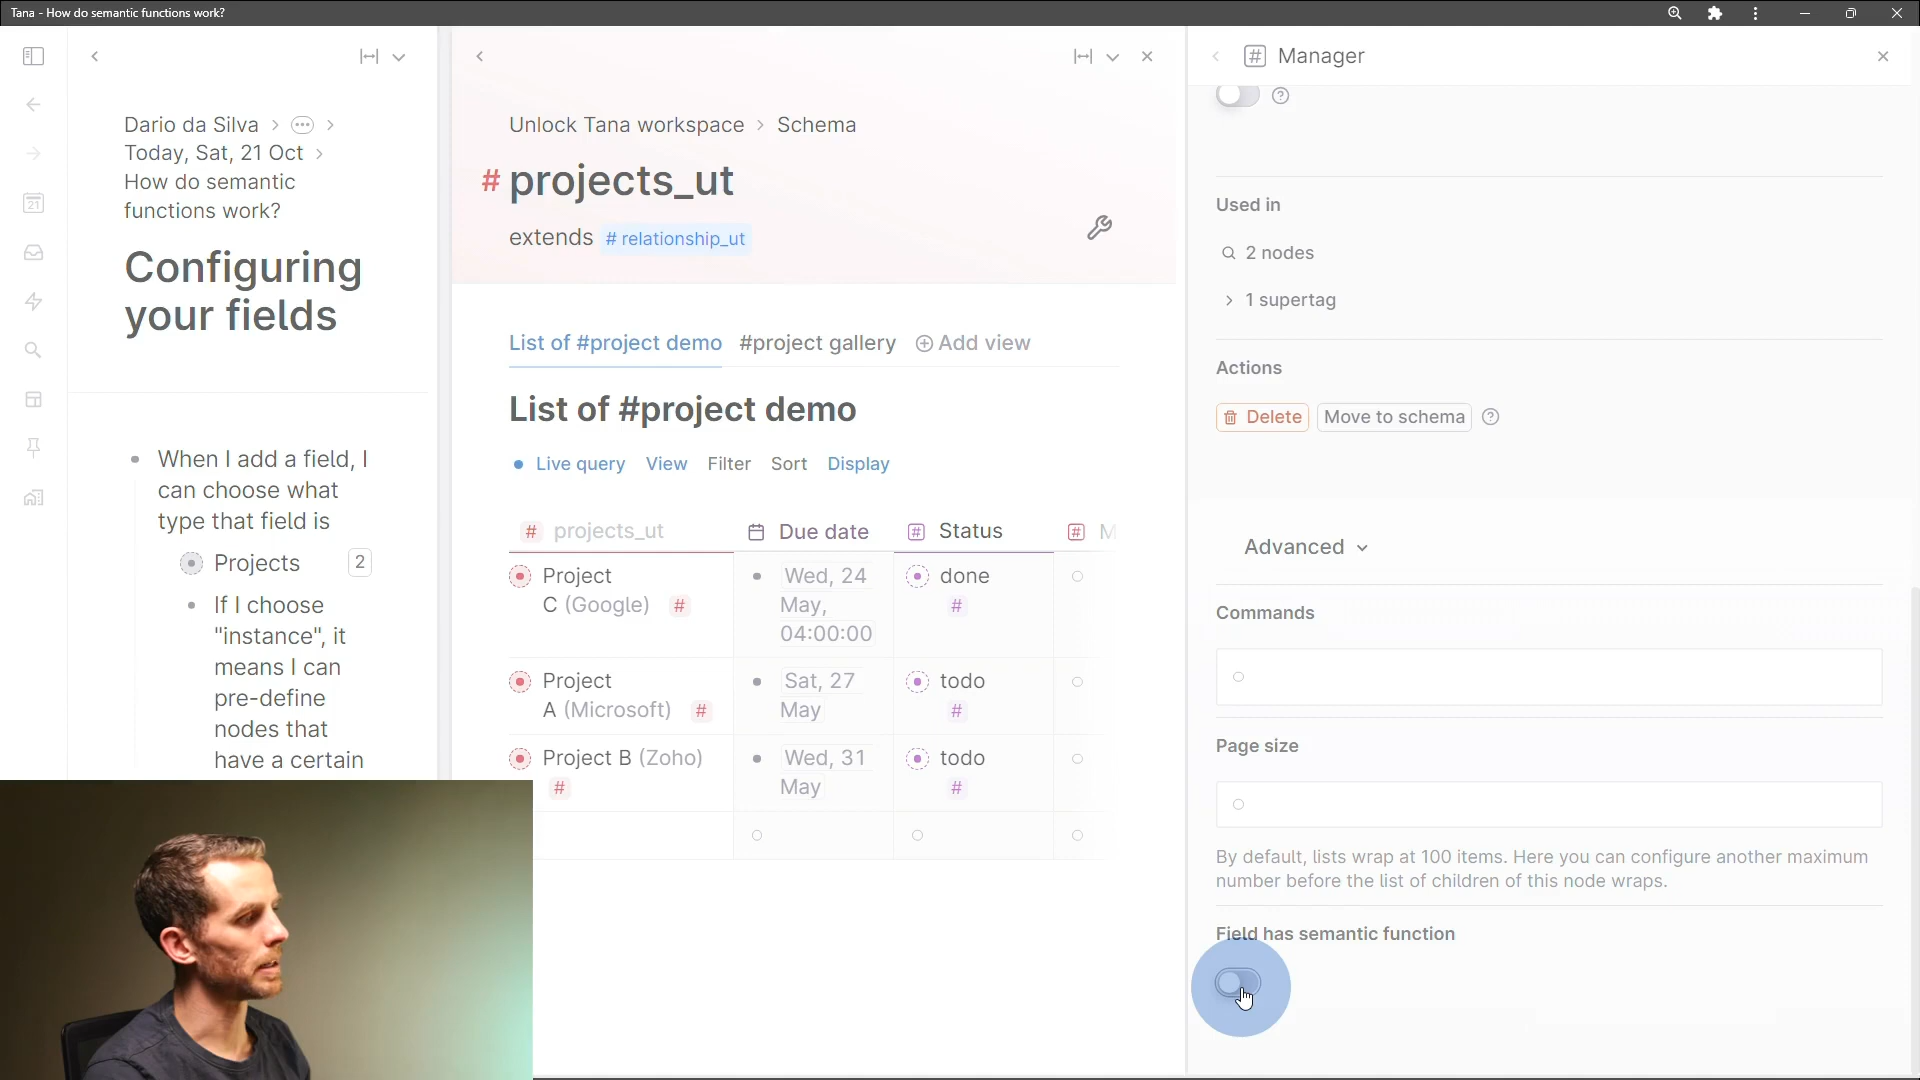 Tana - How do semantic functions work?
21
Dario da Silva > ··· >
Today, Sat, 21 Oct >
How do semantic
functions work?
Configuring
your fields
When I add a field, I
can choose what
type that field is
Projects 2
If I choose
"instance", it
means I can
pre-define
nodes that
have a certain
Unlock Tana workspace > Schema
# projects_ut
extends # relationship_ut
List of #project demo #project gallery Add view
List of #project demo
Live query View Filter Sort Display
# projects_ut Due date # Status # M
Project
C (Google) #
Wed, 24
May,
04:00:00
done
#
Project
A (Microsoft) #
Sat, 27
May
todo
#
Project B (Zoho)
#
Wed, 31
May
todo
#
# Manager
?
Used in
2 nodes
> 1 supertag
Actions
Delete Move to schema ?
Advanced
Commands
Page size
By default, lists wrap at 100 items. Here you can configure another maximum
number before the list of children of this node wraps.
Field has semantic function